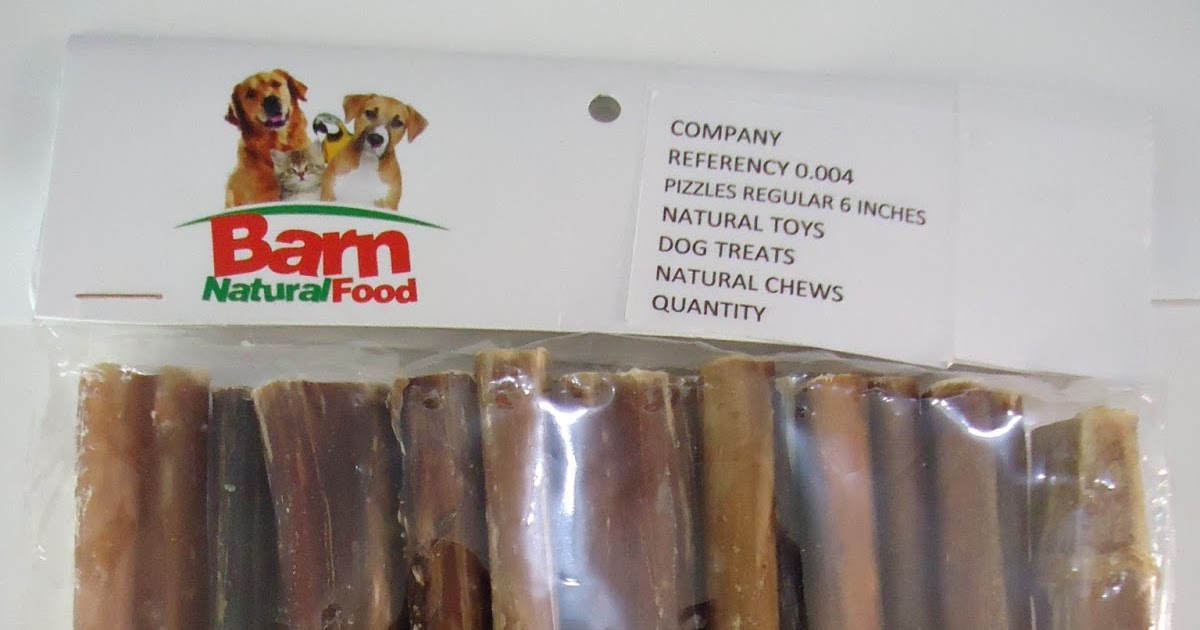 Barn
NaturalFood
COMPANY
REFERENCY 0.004
PIZZLES REGULAR 6 INCHES
NATURAL TOYS
DOG TREATS
NATURAL CHEWS
QUANTITY